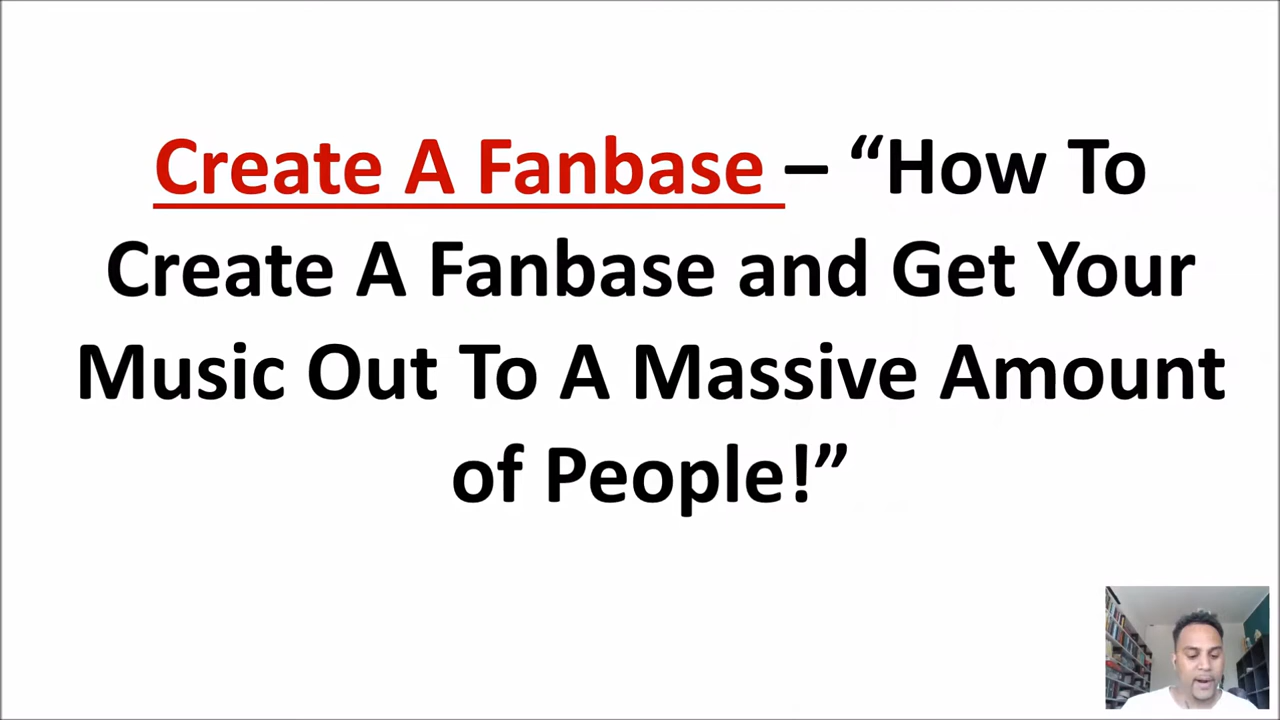 Create A Fanbase – “How To
Create A Fanbase and Get Your
Music Out To A Massive Amount
of People!”